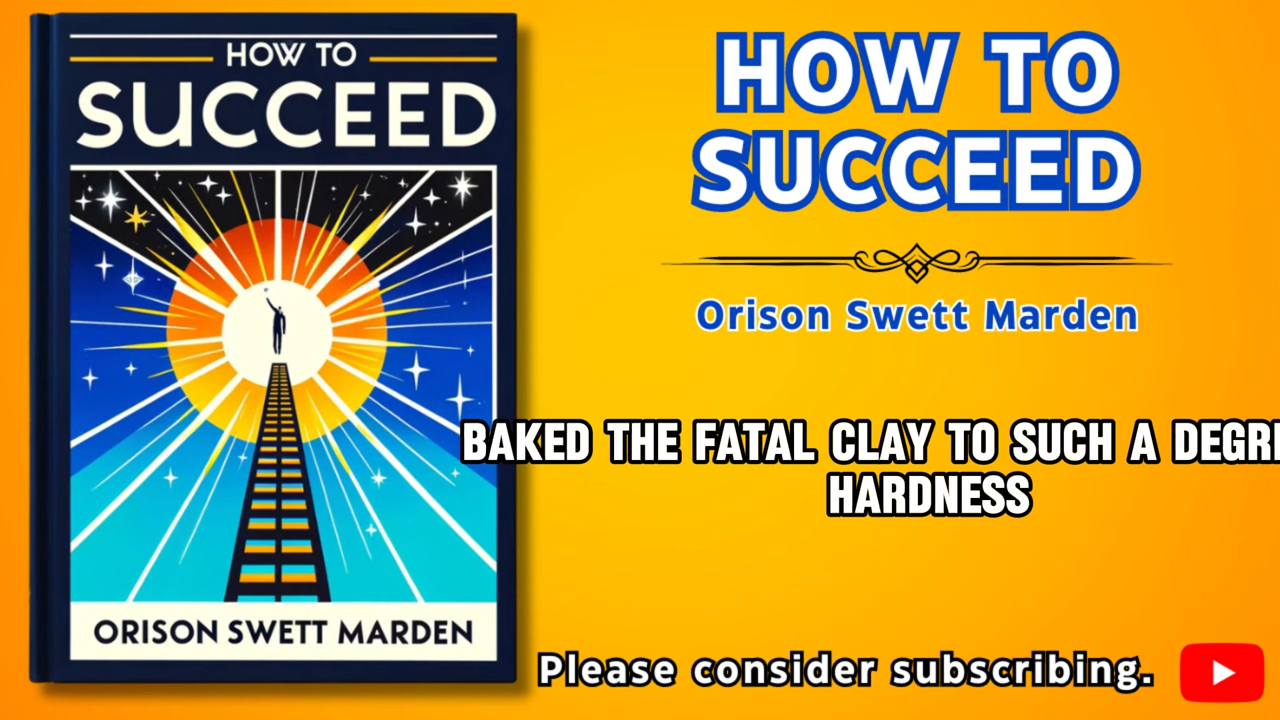 HOW TO
SUCCEED
ORISON SWETT MARDEN
HOW TO
SUCCEED
Orison Swett Marden
BAKED THE FATAL CLAY TO SUCH A
HARDNESS
Please consider subscribing.